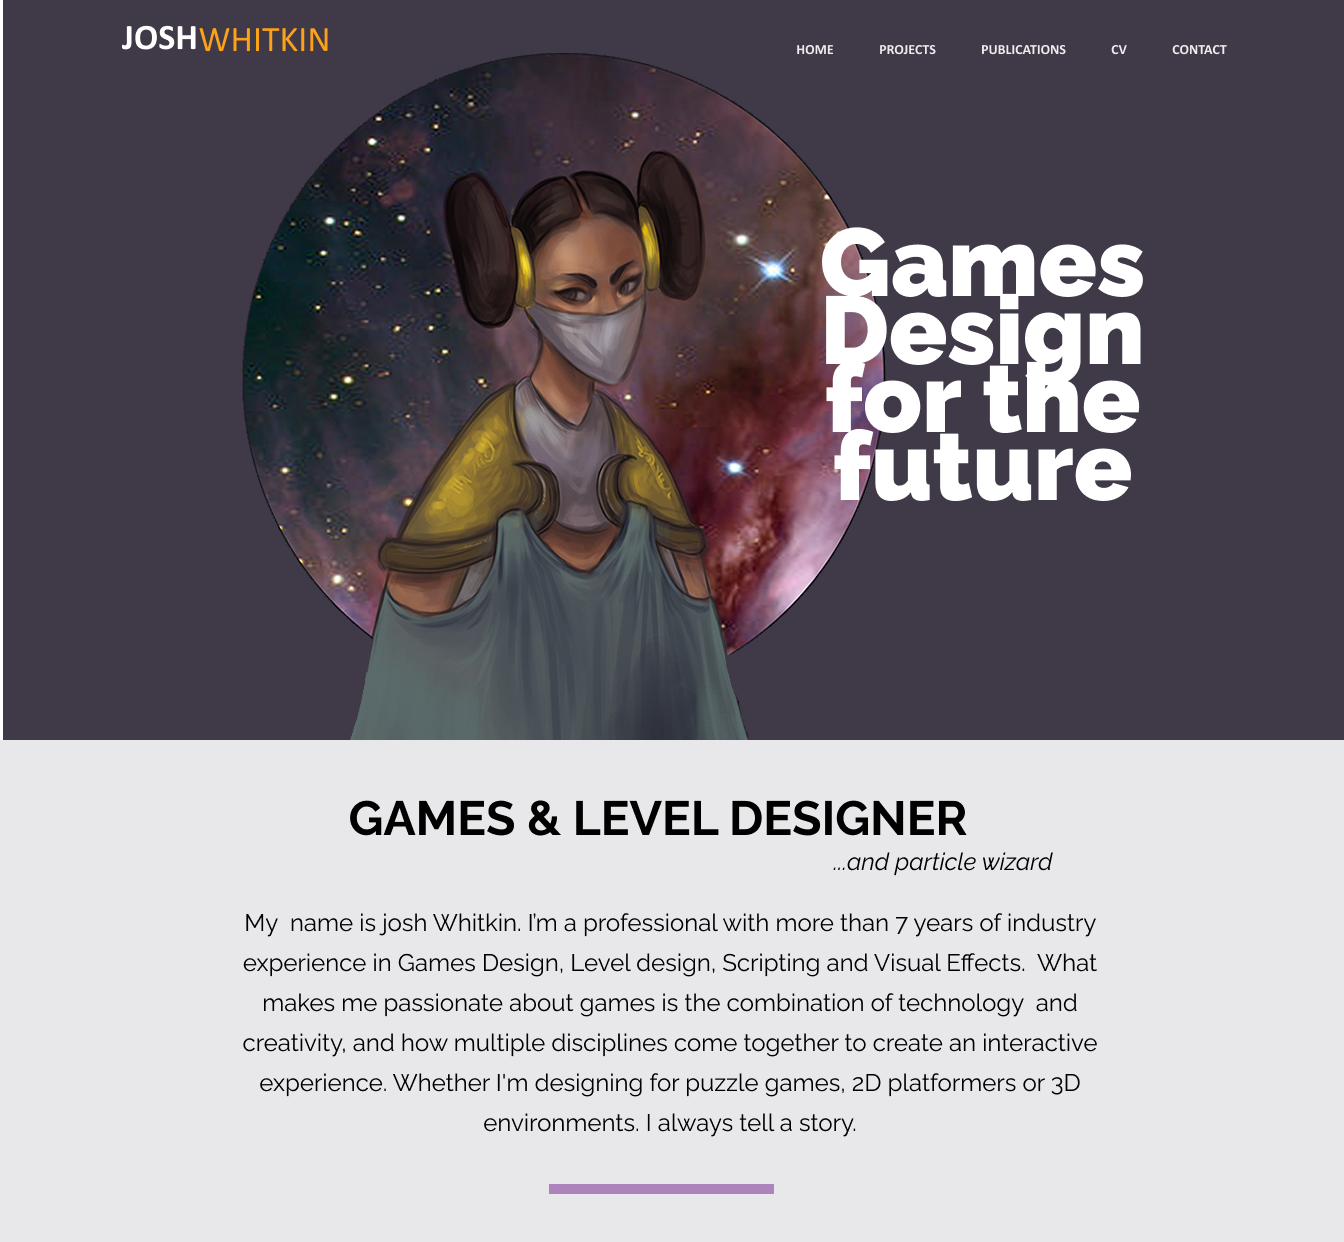 JOSHWHITKIN
HOME PROJECTS PUBLICATIONS CV CONTACT
Games
Design
for the
future
GAMES & LEVEL DESIGNER
...and particle wizard
My  name is josh Whitkin. I’m a professional with more than 7 years of industry
experience in Games Design, Level design, Scripting and Visual Effects.  What
makes me passionate about games is the combination of technology  and
creativity, and how multiple disciplines come together to create an interactive
experience. Whether I'm designing for puzzle games, 2D platformers or 3D
environments. I always tell a story.